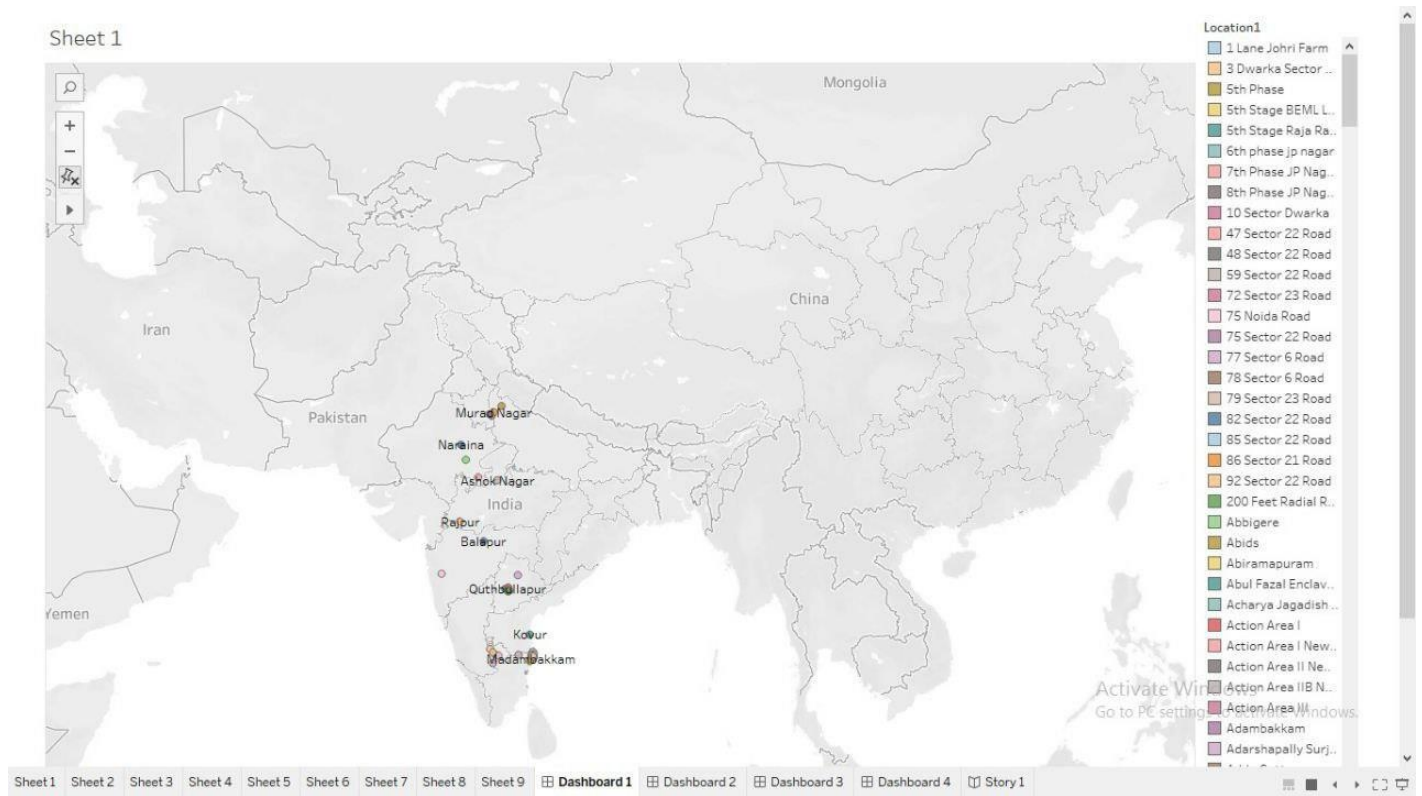 Sheet 1
Mongolia
China
Iran
Pakistan
Murad Nagar
Naraina
Ashok Nagar
India
Rajpur
Balapur
Quthbullapur
Yemen
Kovur
Madambakkam
Location1
1 Lane Johri Farm
3 Dwarka Sector ..
5th Phase
5th Stage BEML L..
5th Stage Raja Ra..
6th phase jp nagar
7th Phase JP Nag..
8th Phase JP Nag..
10 Sector Dwarka
47 Sector 22 Road
48 Sector 22 Road
59 Sector 22 Road
72 Sector 23 Road
75 Noida Road
75 Sector 22 Road
77 Sector 6 Road
78 Sector 6 Road
79 Sector 23 Road
82 Sector 22 Road
85 Sector 22 Road
86 Sector 21 Road
92 Sector 22 Road
200 Feet Radial R..
Abbigere
Abids
Abiramapuram
Abul Fazal Enclav..
Acharya Jagadish ..
Action Area I
Action Area I New..
Action Area II Ne..
Action Area IIB N..
Action Area III
Adambakkam
Adarshapally Surj..
Activate Windows
Go to PC settings to activate Windows.
Sheet 1 Sheet 2 Sheet 3 Sheet 4 Sheet 5 Sheet 6 Sheet 7 Sheet 8 Sheet 9 Dashboard 1 Dashboard 2 Dashboard 3 Dashboard 4 Story 1